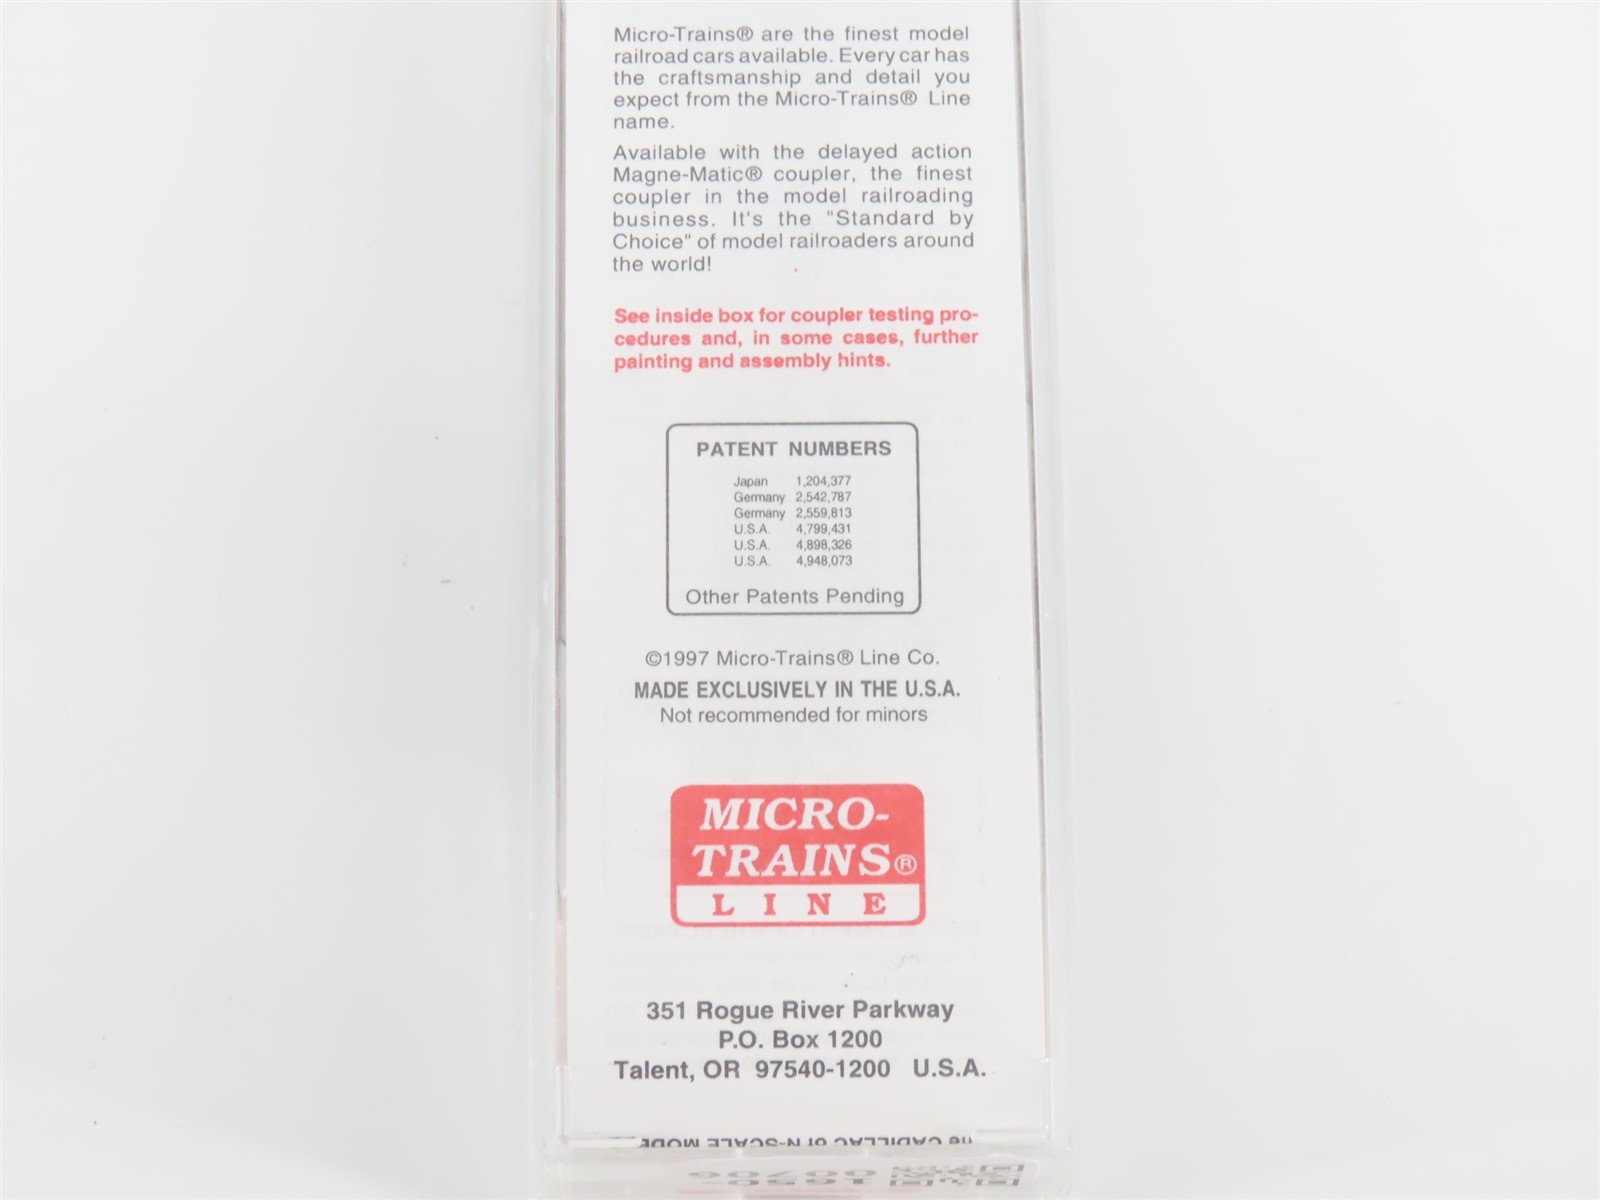 Micro-Trains® are the finest model
railroad cars available. Every car has
the craftsmanship and detail you
expect from the Micro-Trains® Line
name.
Available with the delayed action
Magne-Matic® coupler, the finest
coupler in the model railroading
business. It's the "Standard by
Choice" of model railroaders around
the world!
See inside box for coupler testing pro-
cedures and, in some cases, further
painting and assembly hints.
PATENT NUMBERS
Japan 1,204,377
Germany 2,542,787
Germany 2,559,813
U.S.A. 4,799,431
U.S.A. 4,898,326
U.S.A. 4,948,073
Other Patents Pending
©1997 Micro-Trains® Line Co.
MADE EXCLUSIVELY IN THE U.S.A.
Not recommended for minors
MICRO-
TRAINS®
LINE
351 Rogue River Parkway
P.O. Box 1200
Talent, OR 97540-1200 U.S.A.
CADILLAC of N-SCALE